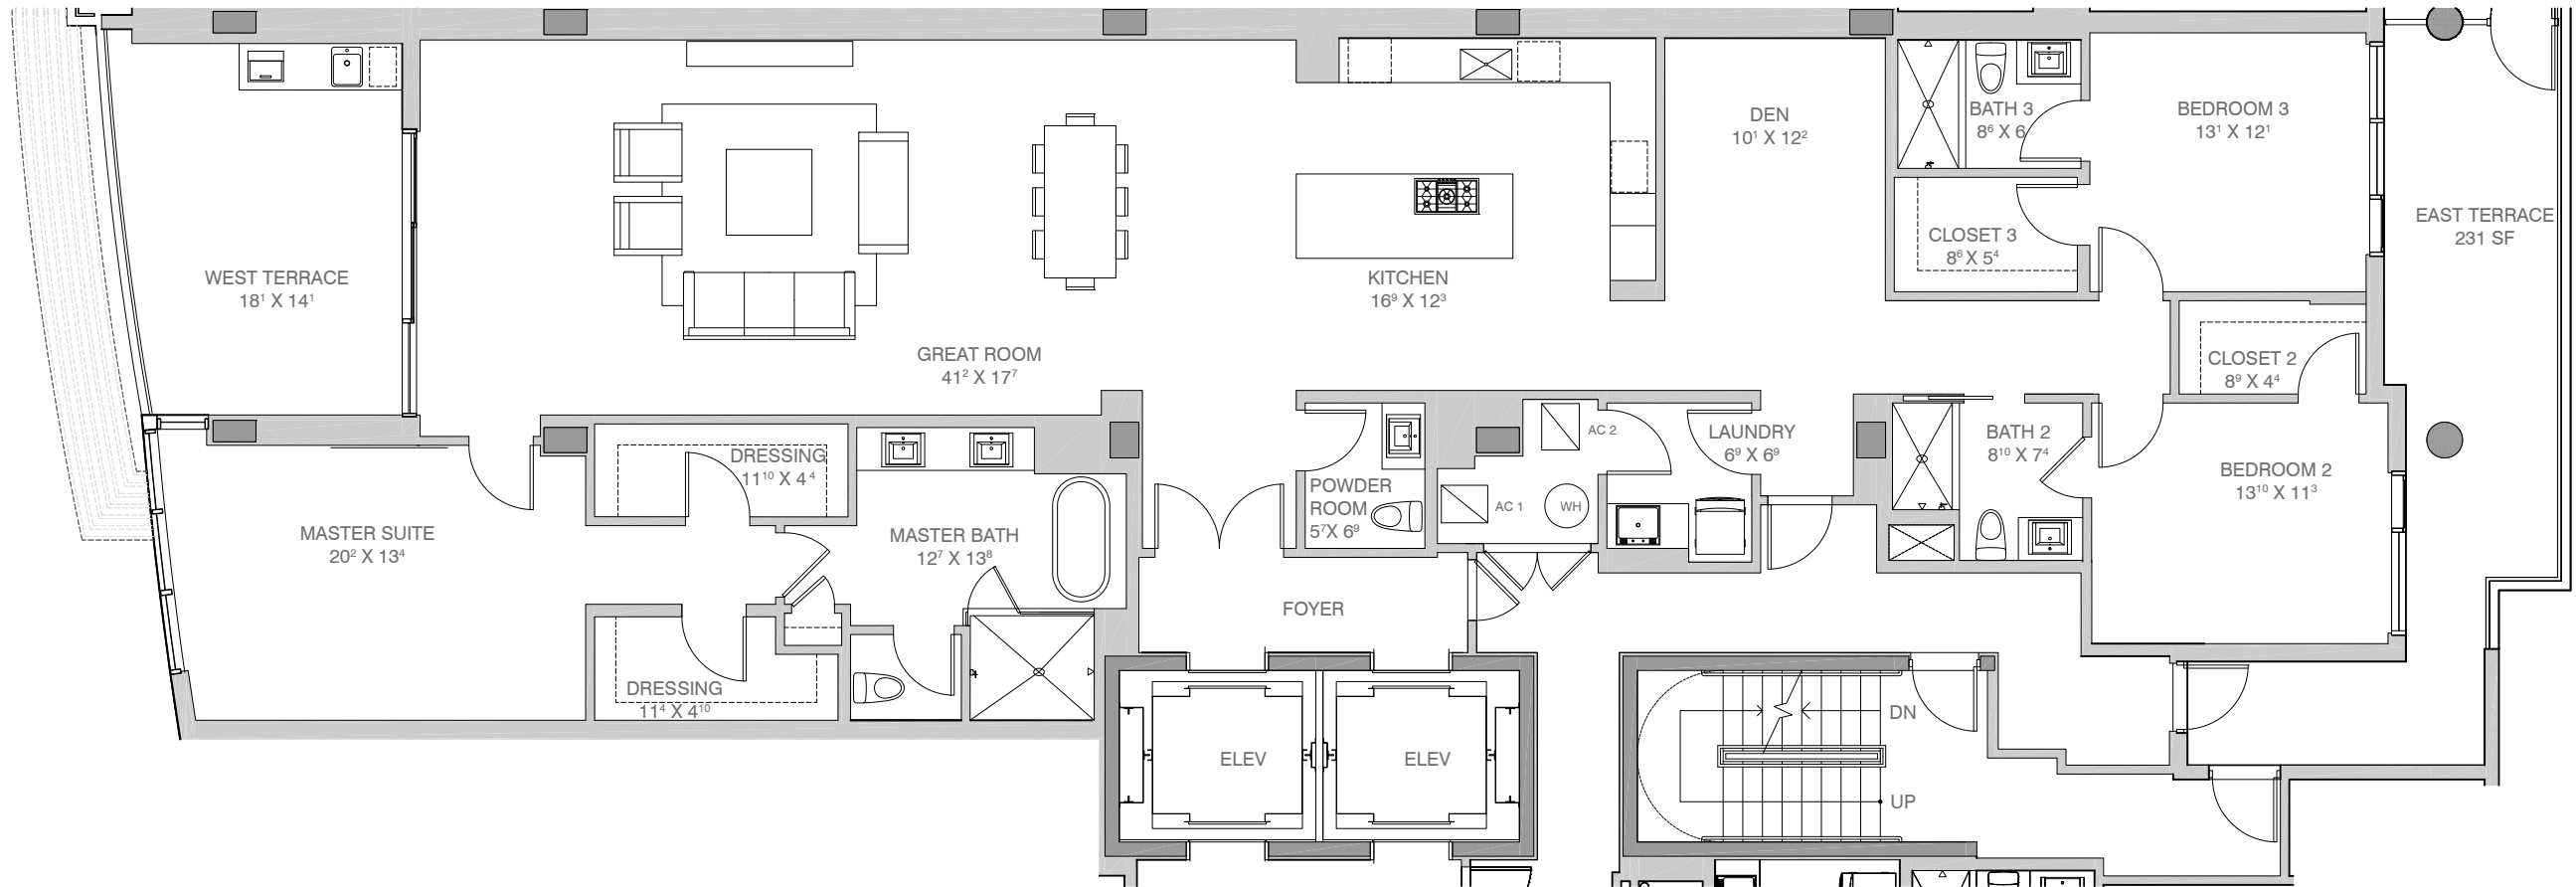 WEST TERRACE
18¹ X 14¹
GREAT ROOM
41² X 17⁷
KITCHEN
16⁹ X 12³
DEN
10¹ X 12²
BATH 3
8⁶ X 6
BEDROOM 3
13¹ X 12¹
CLOSET 3
8⁶ X 5⁴
EAST TERRACE
231 SF
CLOSET 2
8⁹ X 4⁴
MASTER SUITE
20² X 13⁴
DRESSING
11¹⁰ X 4⁴
MASTER BATH
12⁷ X 13⁸
DRESSING
11⁴ X 4¹⁰
POWDER
ROOM
5⁷X 6⁹
AC 2
AC 1
WH
LAUNDRY
6⁹ X 6⁹
BATH 2
8¹⁰ X 7⁴
BEDROOM 2
13¹⁰ X 11³
FOYER
ELEV
ELEV
DN
UP